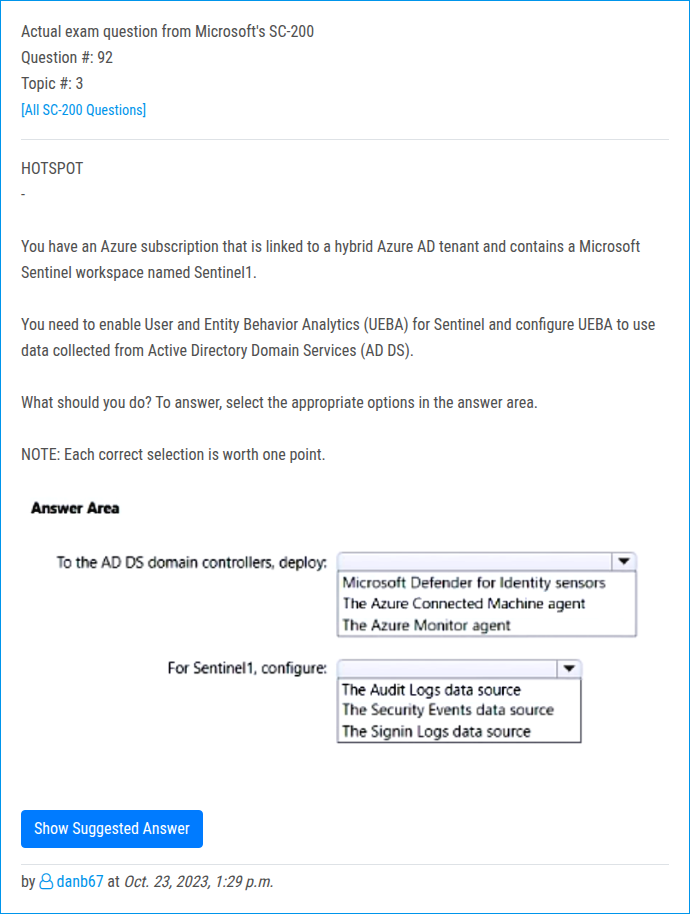 Actual exam question from Microsoft's SC-200
Question #: 92
Topic #: 3
[All SC-200 Questions]
HOTSPOT
-
You have an Azure subscription that is linked to a hybrid Azure AD tenant and contains a Microsoft
Sentinel workspace named Sentinel1.
You need to enable User and Entity Behavior Analytics (UEBA) for Sentinel and configure UEBA to use
data collected from Active Directory Domain Services (AD DS).
What should you do? To answer, select the appropriate options in the answer area.
NOTE: Each correct selection is worth one point.
Answer Area
To the AD DS domain controllers, deploy:
Microsoft Defender for Identity sensors
The Azure Connected Machine agent
The Azure Monitor agent
For Sentinel1, configure:
The Audit Logs data source
The Security Events data source
The Signin Logs data source
Show Suggested Answer
by danb67 at Oct. 23, 2023, 1:29 p.m.